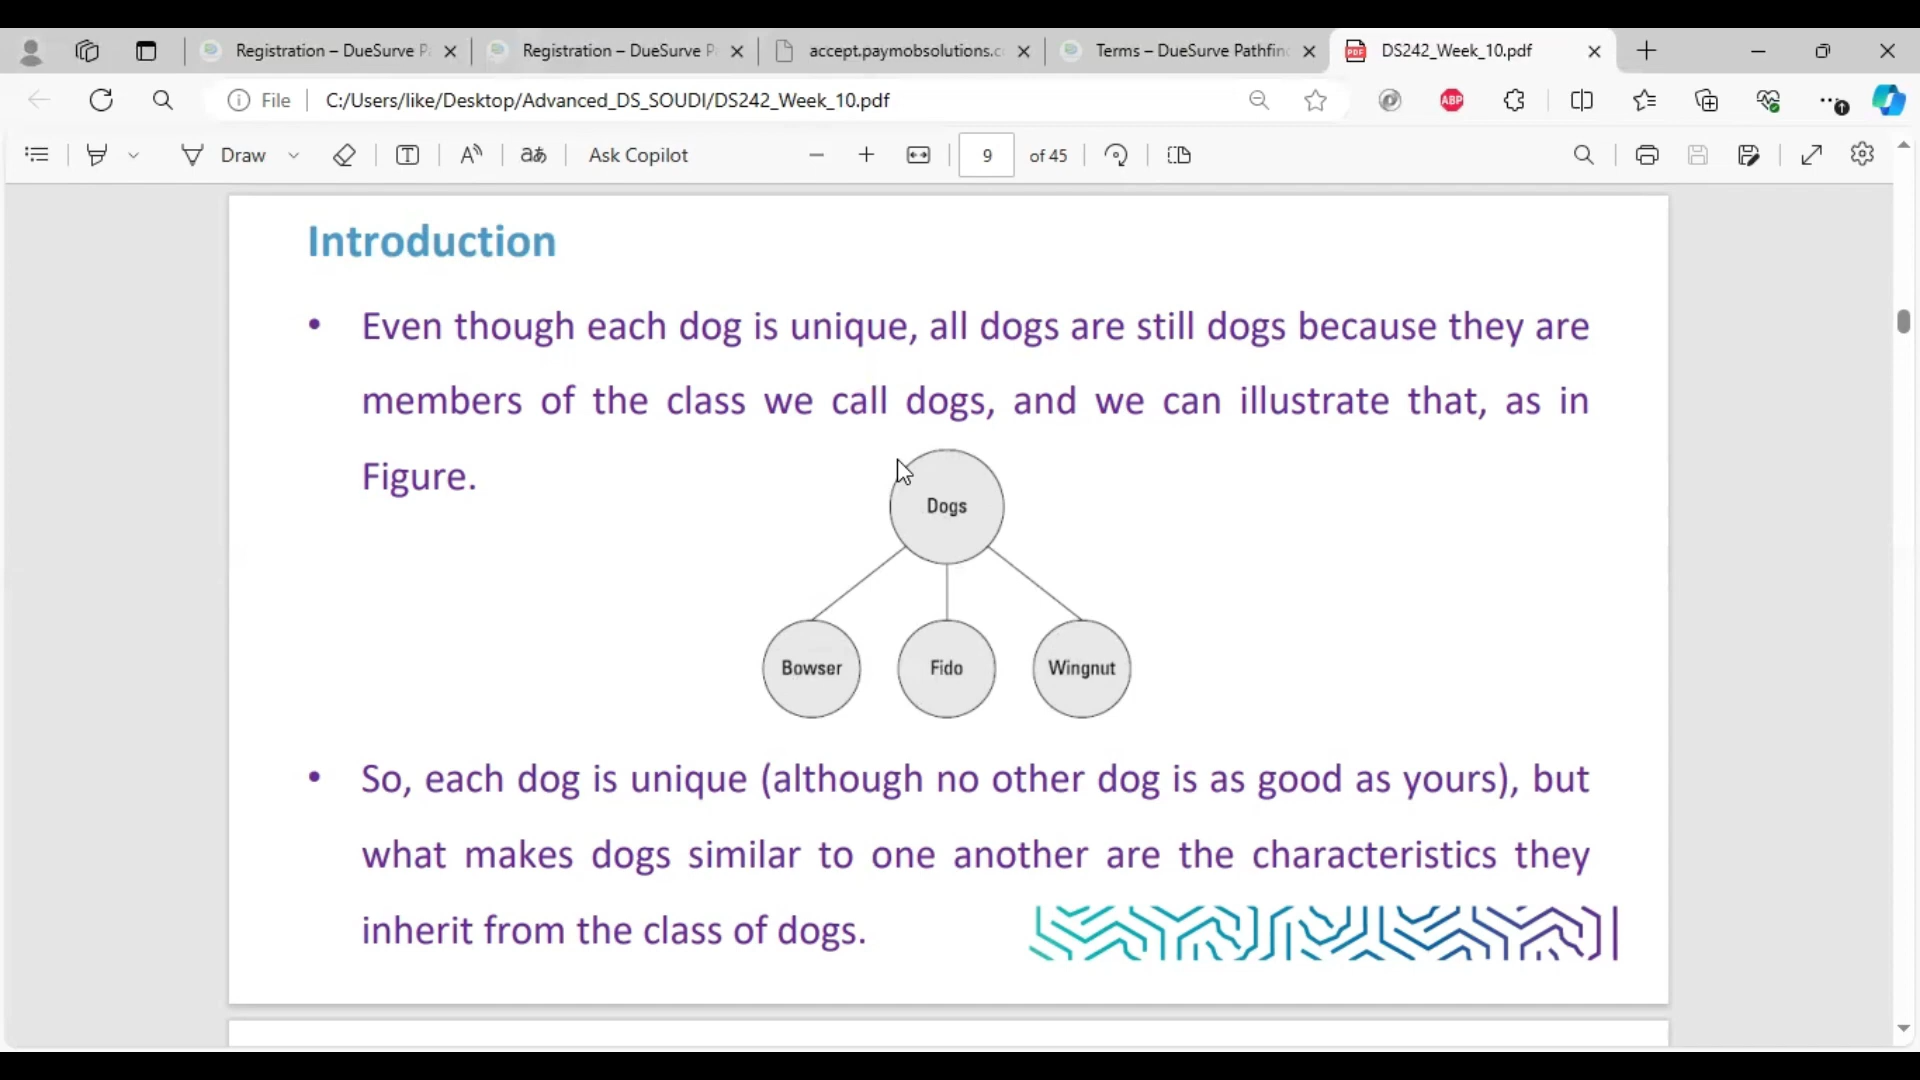 Registration – DueSurve P
Registration – DueSurve P
accept.paymobsolutions.c
Terms – DueSurve Pathfin
DS242_Week_10.pdf
File
C:/Users/like/Desktop/Advanced_DS_SOUDI/DS242_Week_10.pdf
ABP
Draw
aあ
Ask Copilot
9
of 45
Introduction
• Even though each dog is unique, all dogs are still dogs because they are
members of the class we call dogs, and we can illustrate that, as in
Figure.
Dogs
Bowser
Fido
Wingnut
• So, each dog is unique (although no other dog is as good as yours), but
what makes dogs similar to one another are the characteristics they
inherit from the class of dogs.